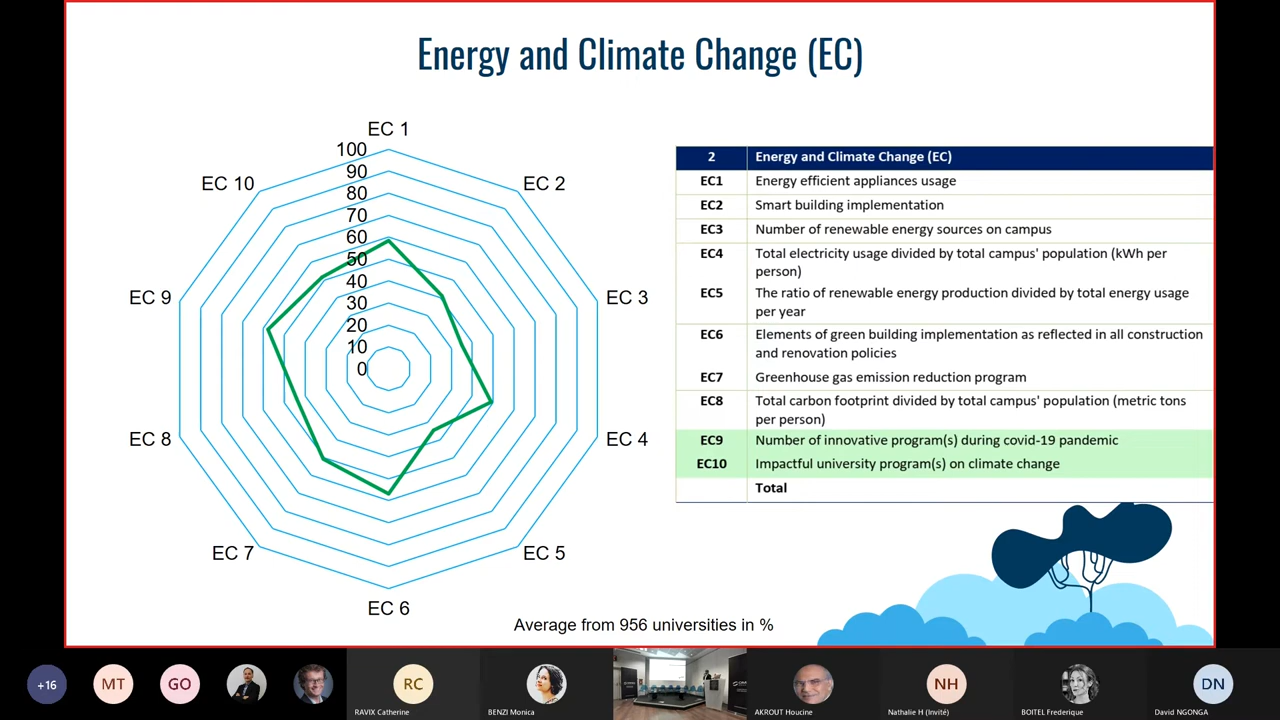 Energy and Climate Change (EC)
EC 1
100
90
80
70
60
50
40
30
20
10
0
EC 2
EC 3
EC 4
EC 5
EC 6
EC 7
EC 8
EC 9
EC 10
2 Energy and Climate Change (EC)
EC1 Energy efficient appliances usage
EC2 Smart building implementation
EC3 Number of renewable energy sources on campus
EC4 Total electricity usage divided by total campus' population (kWh per
person)
EC5 The ratio of renewable energy production divided by total energy usage
per year
EC6 Elements of green building implementation as reflected in all construction
and renovation policies
EC7 Greenhouse gas emission reduction program
EC8 Total carbon footprint divided by total campus' population (metric tons
per person)
EC9 Number of innovative program(s) during covid-19 pandemic
EC10 Impactful university program(s) on climate change
Total
Average from 956 universities in %
+16
MT
GO
RC
RAVIX Catherine
BENZI Monica
AKROUT Houcine
NH
Nathalie H (Invité)
BOITEL Frederique
DN
David NGONGA